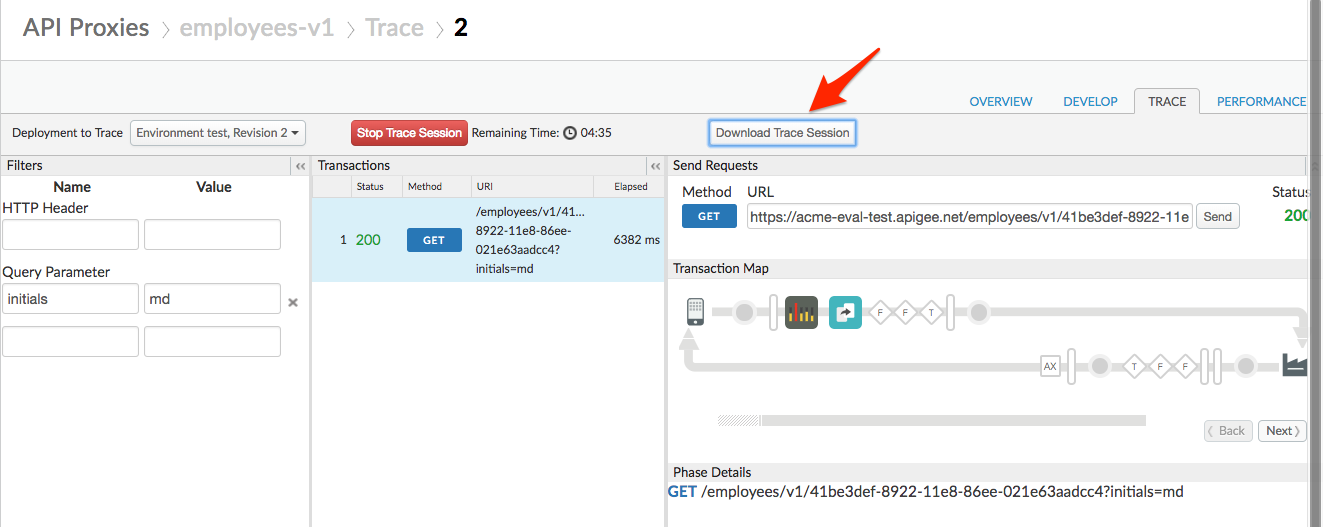 API Proxies > employees-v1 > Trace > 2
OVERVIEW DEVELOP TRACE PERFORMANCE
Deployment to Trace Environment test, Revision 2 Stop Trace Session Remaining Time: 04:35 Download Trace Session
Filters
Name Value
HTTP Header
Query Parameter
initials md
Transactions
Status Method URI Elapsed
1 200 GET /employees/v1/41... 6382 ms
8922-11e8-86ee-
021e63aadcc4?
initials=md
Send Requests
Method URL Status
GET https://acme-eval-test.apigee.net/employees/v1/41be3def-8922-11e Send 200
Transaction Map
F F T
AX T F F
Back Next
Phase Details
GET /employees/v1/41be3def-8922-11e8-86ee-021e63aadcc4?initials=md